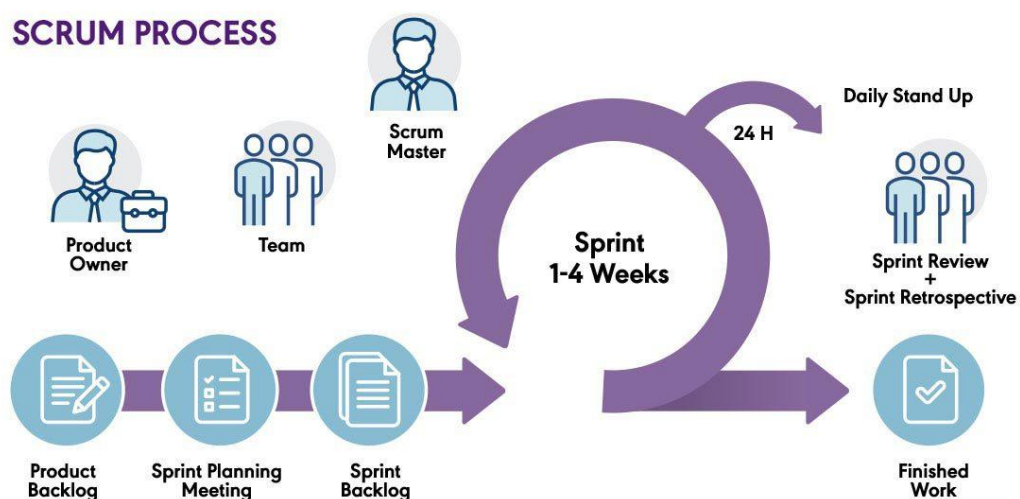 SCRUM PROCESS
Scrum
Master
Product
Owner
Team
Daily Stand Up
24 H
Sprint
1-4 Weeks
Sprint Review
+
Sprint Retrospective
Product
Backlog
Sprint Planning
Meeting
Sprint
Backlog
Finished
Work